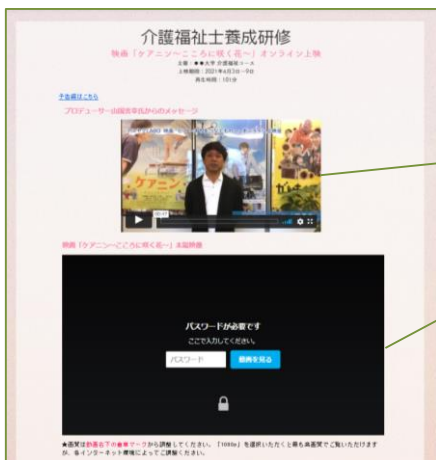 介護福祉士養成研修
映画「ケアニン〜こころに咲く花〜」オンライン上映
主催：●●大学 介護福祉コース
上映期間：2021年4月3日～9日
再生時間：101分
予告編はこちら
プロデューサー山国秀幸氏からのメッセージ
ケアニン
映画「ケアニン〜こころに咲く花〜」本編映像
パスワードが必要です
ここで入力してください。
パスワード
動画を見る
★画質は動画右下の歯車マークから調整してください。「1080p」を選択いただくと最も高画質でご覧いただけます
が、各インターネット環境によってご調整ください。